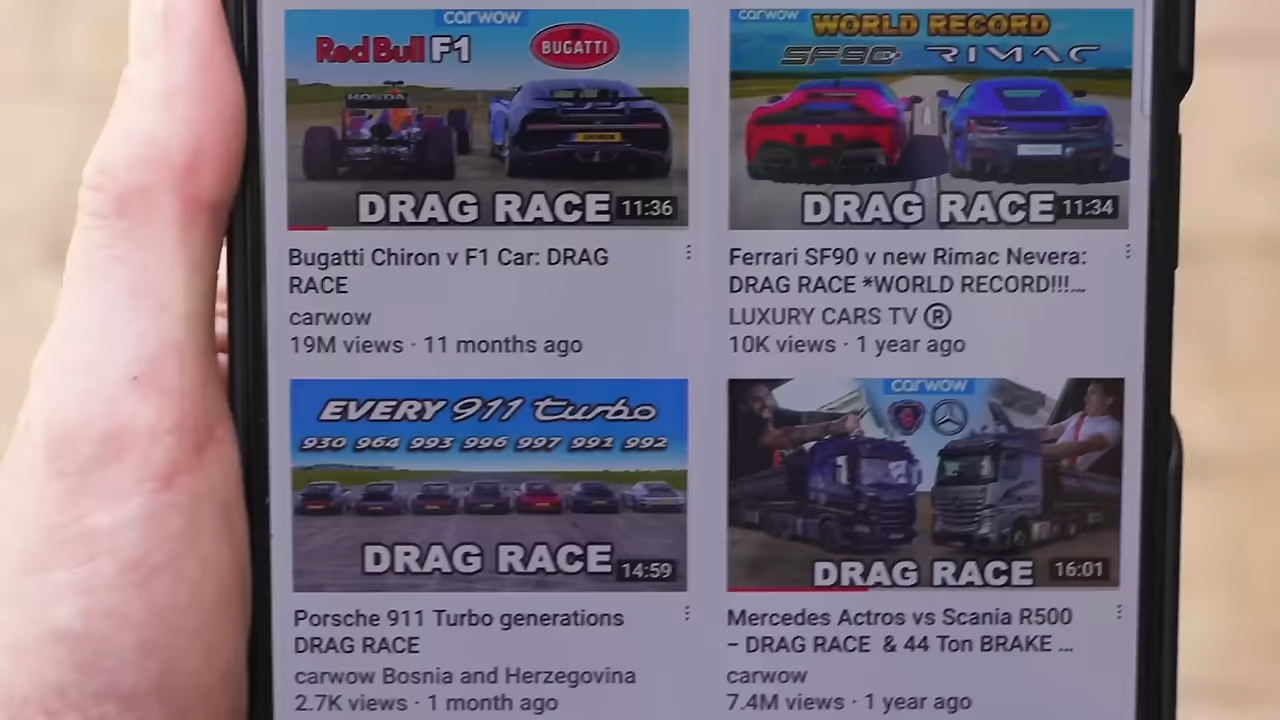 carwow
Red Bull F1
BUGATTI
HONDA
DRAG RACE
11:36
Bugatti Chiron v F1 Car: DRAG
RACE
carwow
19M views · 11 months ago
carwow
WORLD RECORD
SF90 RIMAC
DRAG RACE
11:34
Ferrari SF90 v new Rimac Nevera:
DRAG RACE *WORLD RECORD!!!...
LUXURY CARS TV ®
10K views · 1 year ago
EVERY 911 turbo
930 964 993 996 997 991 992
DRAG RACE
14:59
Porsche 911 Turbo generations
DRAG RACE
carwow Bosnia and Herzegovina
2.7K views · 1 month ago
carwow
DRAG RACE
16:01
Mercedes Actros vs Scania R500
– DRAG RACE & 44 Ton BRAKE ...
carwow
7.4M views · 1 year ago